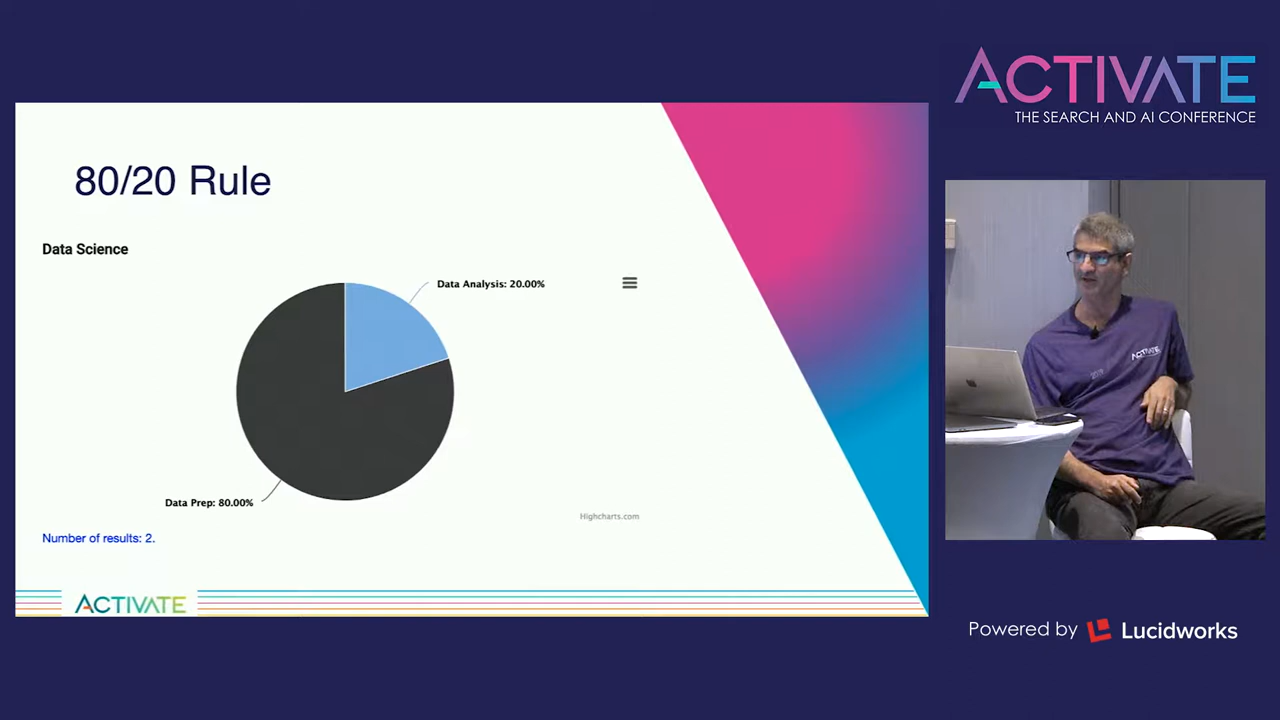 80/20 Rule
Data Science
Data Analysis: 20.00%
Data Prep: 80.00%
Highcharts.com
Number of results: 2.
ACTIVATE
ACTIVATE
THE SEARCH AND AI CONFERENCE
ACTIVATE
Powered by Lucidworks